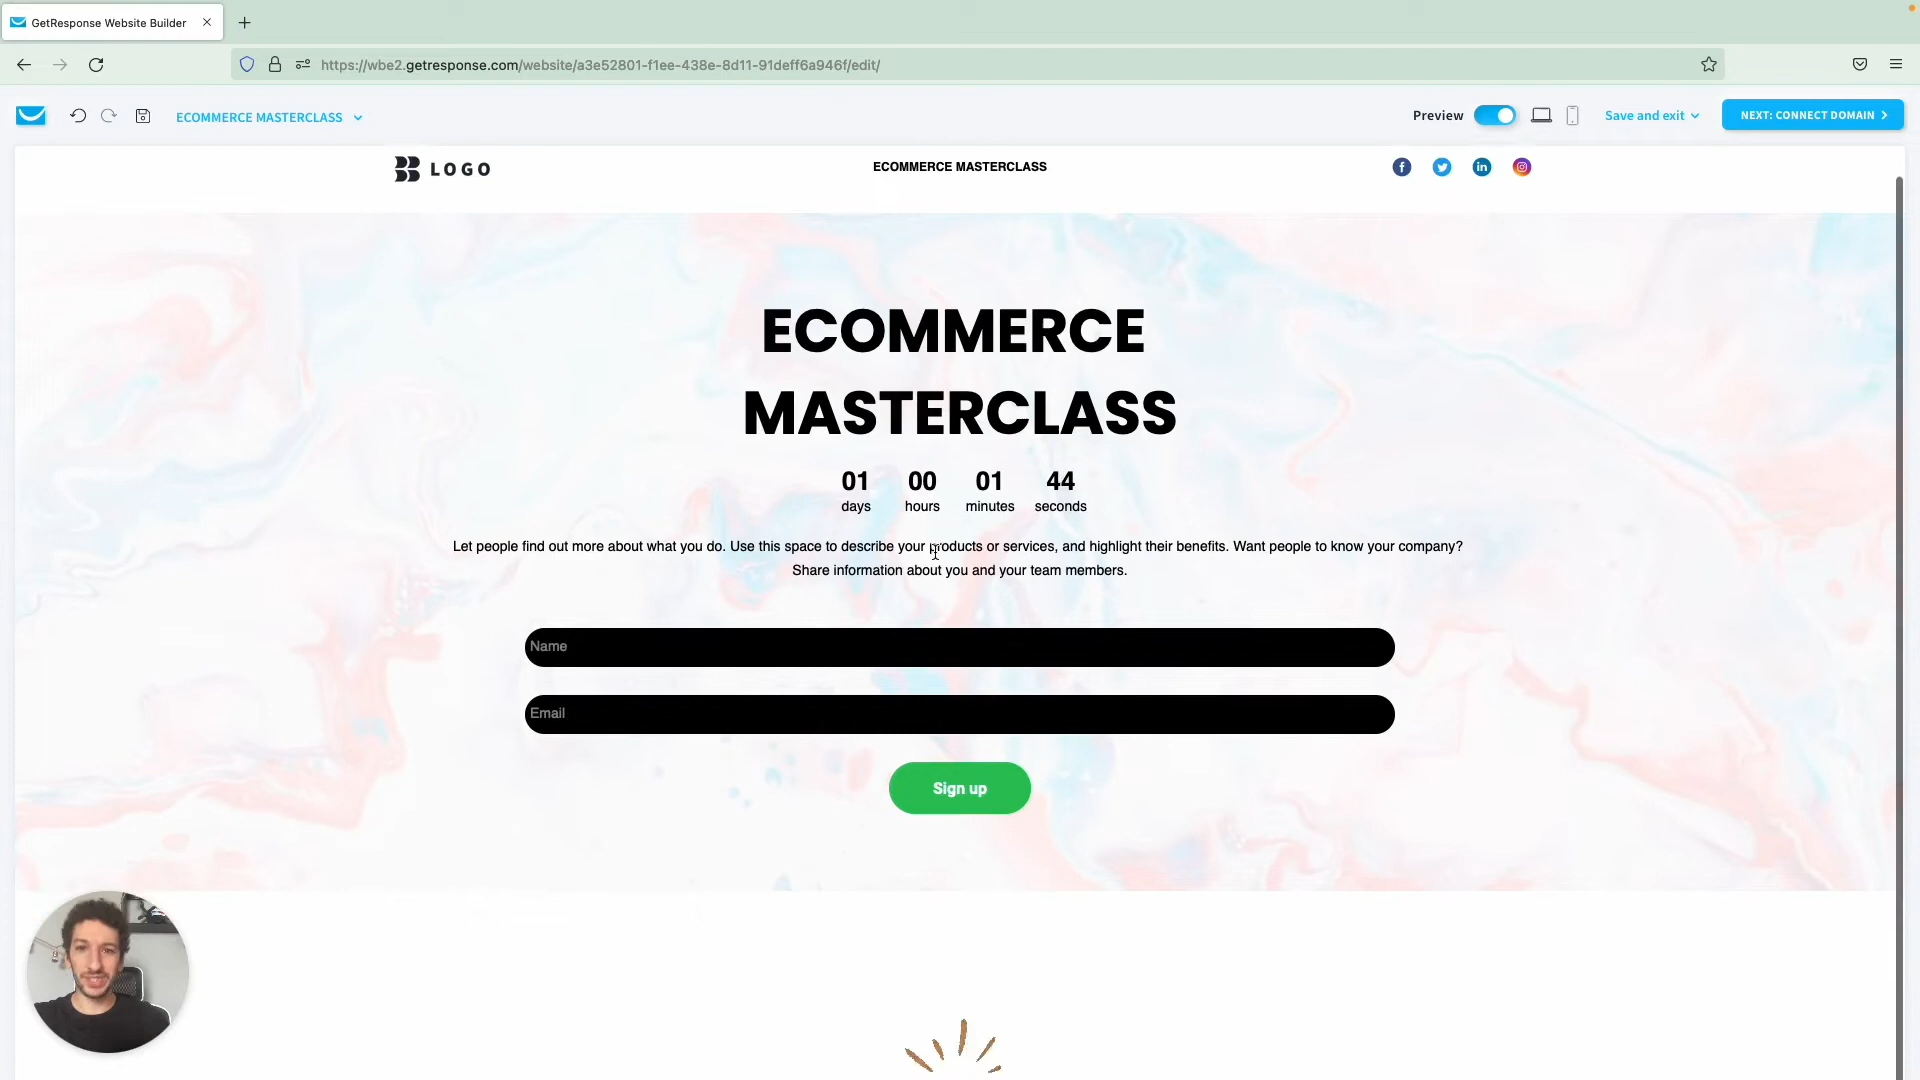 GetResponse Website Builder
https://wbe2.getresponse.com/website/a3e52801-f1ee-438e-8d11-91deff6a946f/edit/
ECOMMERCE MASTERCLASS
Preview
Save and exit
NEXT: CONNECT DOMAIN
LOGO
ECOMMERCE MASTERCLASS
ECOMMERCE
MASTERCLASS
01 00 01 44
days hours minutes seconds
Let people find out more about what you do. Use this space to describe your products or services, and highlight their benefits. Want people to know your company?
Share information about you and your team members.
Name
Email
Sign up